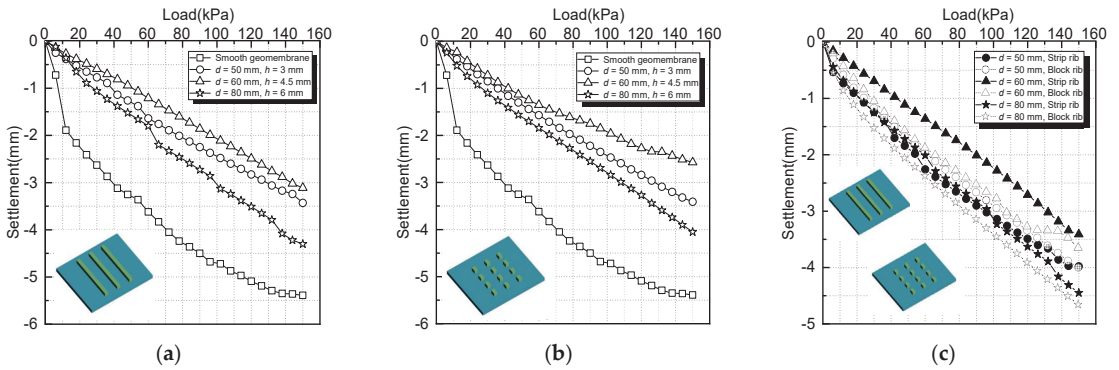 Load(kPa)
0 20 40 60 80 100 120 140 160
0
-1
-2
-3
-4
-5
-6
Settlement(mm)
Smooth geomembrane
d = 50 mm, h = 3 mm
d = 60 mm, h = 4.5 mm
d = 80 mm, h = 6 mm
(a)
Load(kPa)
0 20 40 60 80 100 120 140 160
0
-1
-2
-3
-4
-5
-6
Settlement(mm)
Smooth geomembrane
d = 50 mm, h = 3 mm
d = 60 mm, h = 4.5 mm
d = 80 mm, h = 6 mm
(b)
Load(kPa)
0 20 40 60 80 100 120 140 160
0
-1
-2
-3
-4
-5
Settlement(mm)
d = 50 mm, Strip rib
d = 50 mm, Block rib
d = 60 mm, Strip rib
d = 60 mm, Block rib
d = 80 mm, Strip rib
d = 80 mm, Block rib
(c)